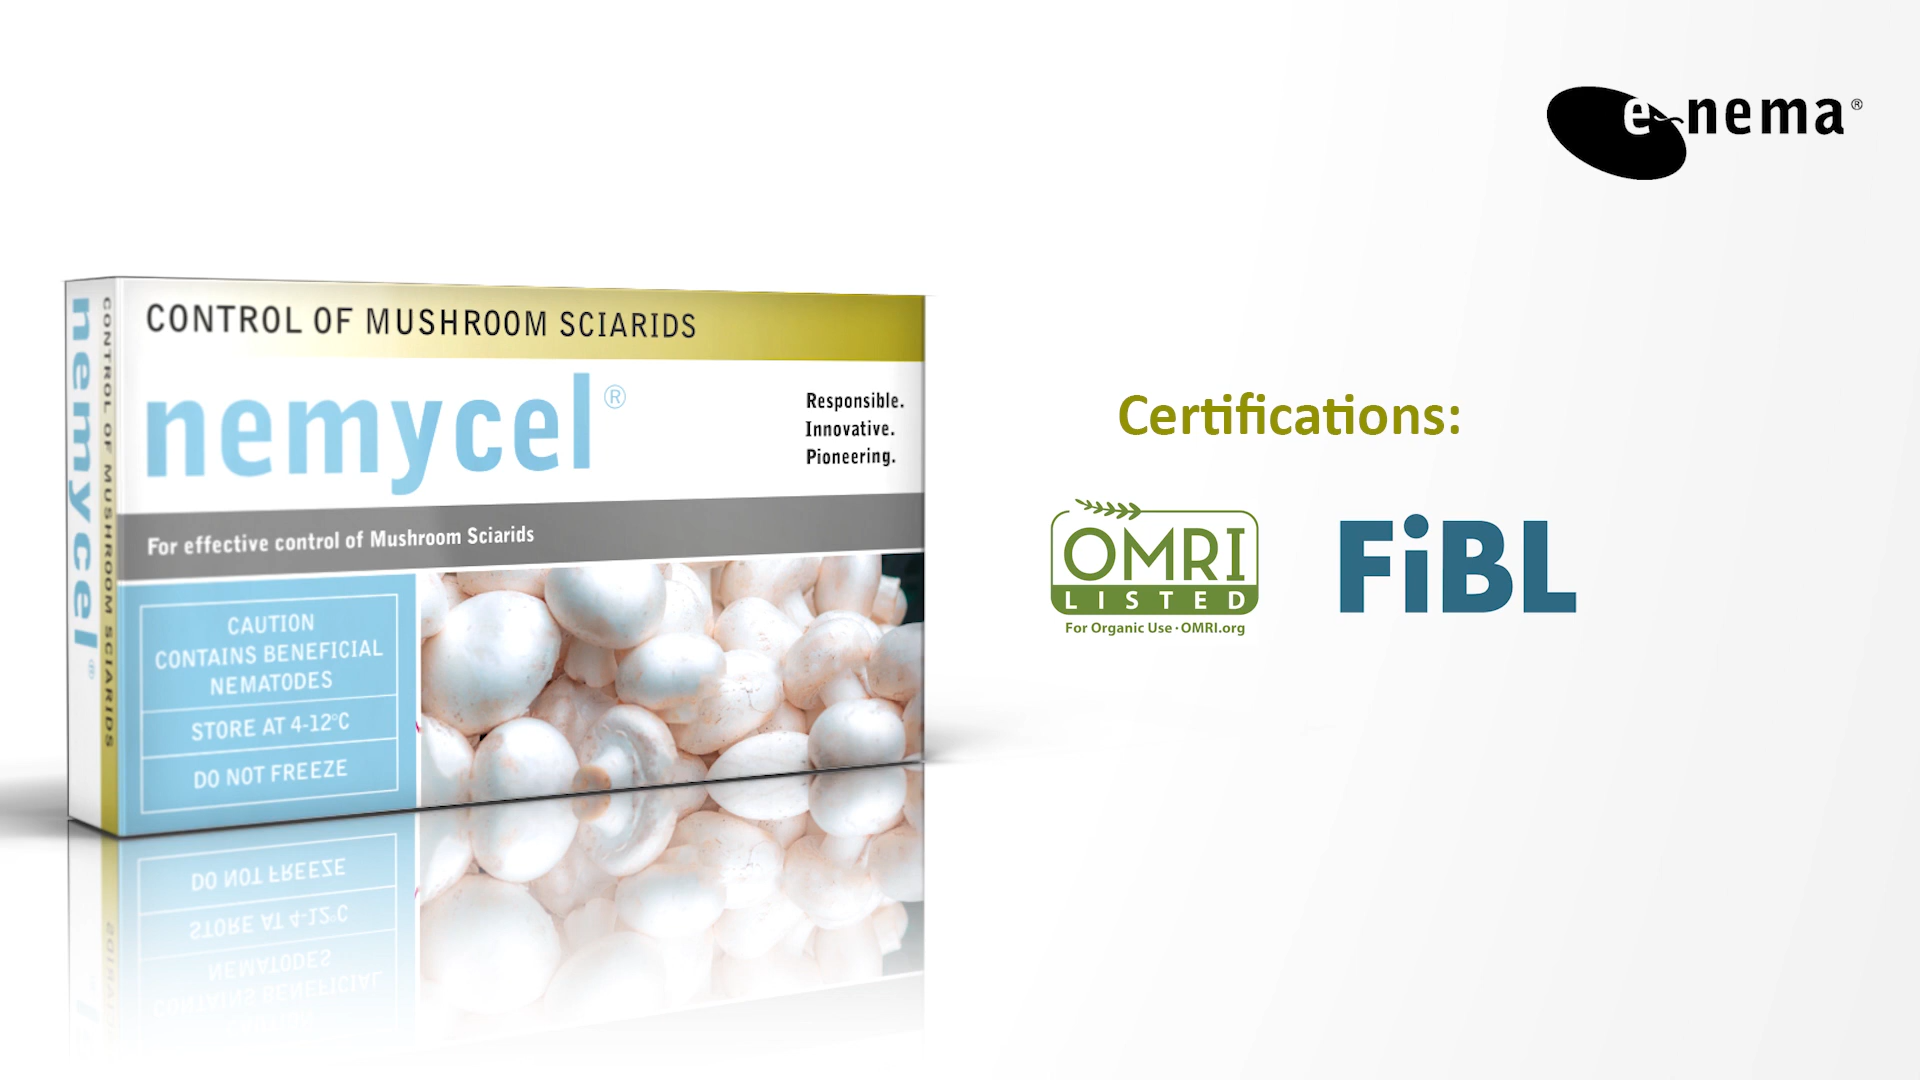 e-nema®
CONTROL OF MUSHROOM SCIARIDS
nemycel®
Responsible.
Innovative.
Pioneering.
For effective control of Mushroom Sciarids
CAUTION
CONTAINS BENEFICIAL
NEMATODES
STORE AT 4-12°C
DO NOT FREEZE
nemycel®
CONTROL OF MUSHROOM SCIARIDS
Certifications:
OMRI
LISTED
For Organic Use · OMRI.org
FiBL